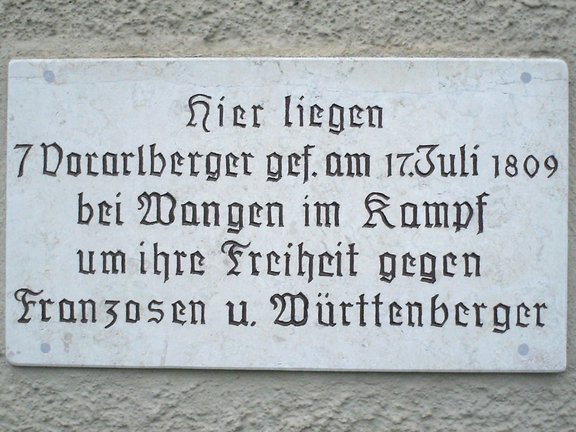 Hier liegen
7 Vorarlberger gef. am 17. Juli 1809
bei Wangen im Kampf
um ihre Freiheit gegen
Franzosen u. Württenberger